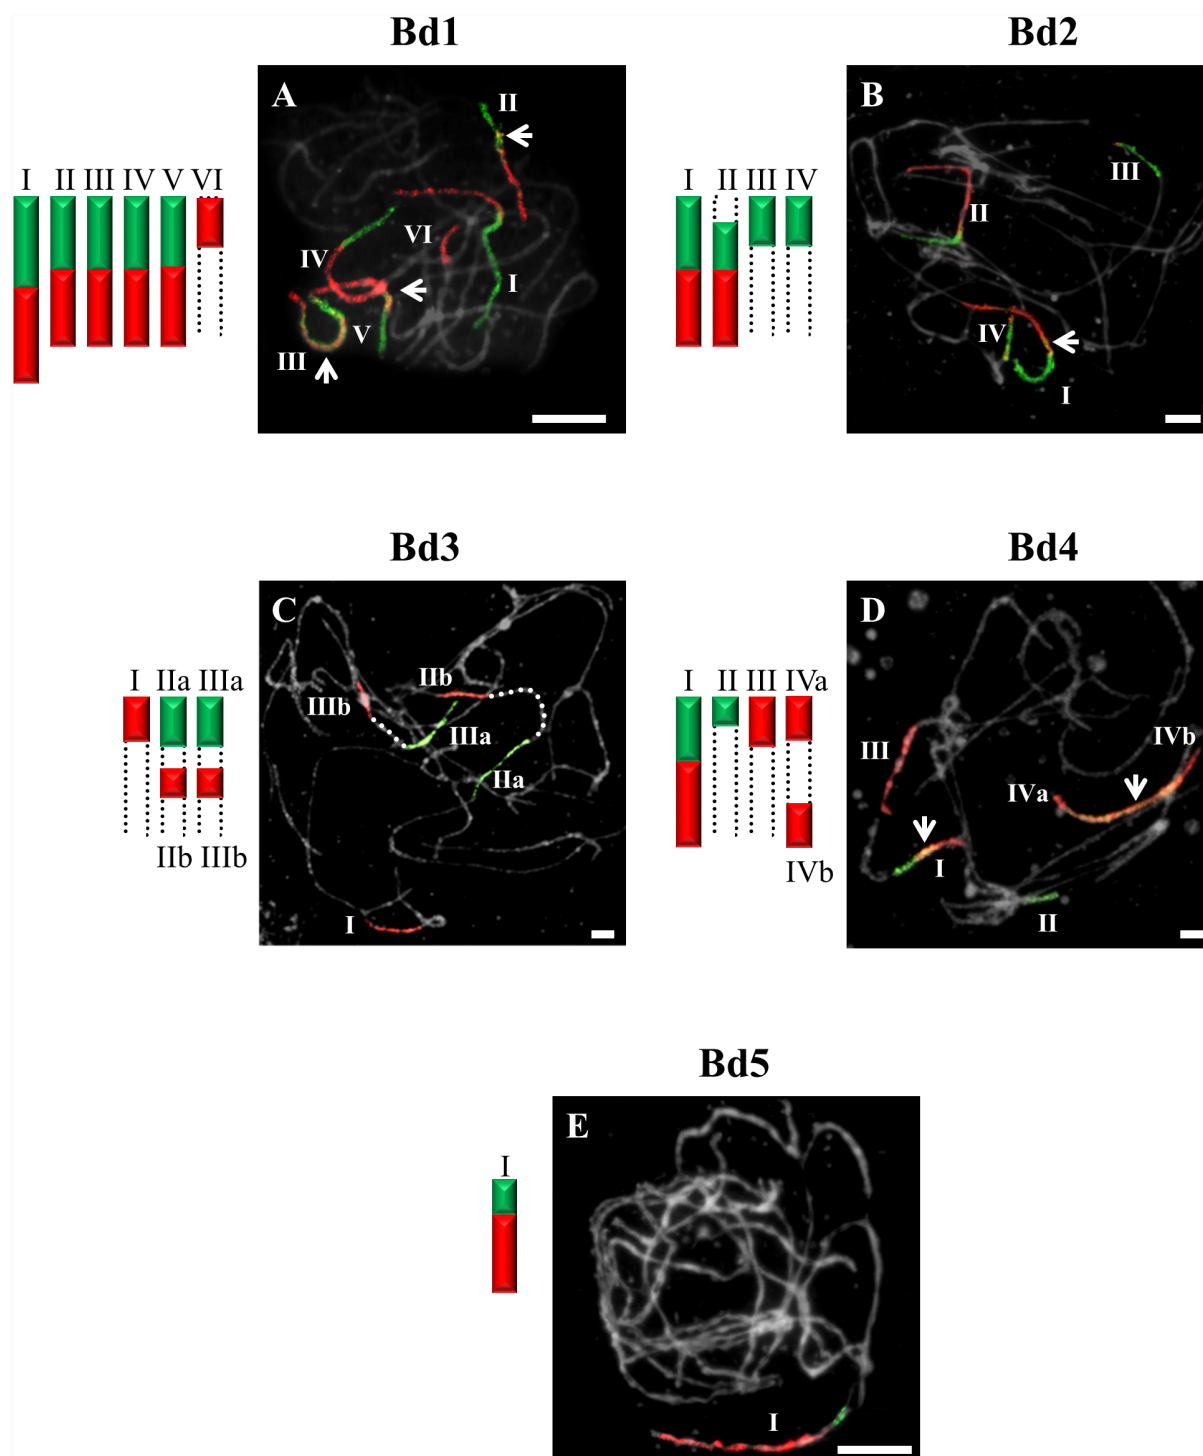 Bd1
Bd2
A
II
I II III IV V VI
IV
VI
I
V
III
B
I II III IV
III
II
IV
I
Bd3
Bd4
C
I IIa IIIa
IIb IIIb
IIb
IIIb
IIIa
IIa
I
D
I II III IVa
IVb
III
IVb
IVa
I
II
Bd5
E
I
I